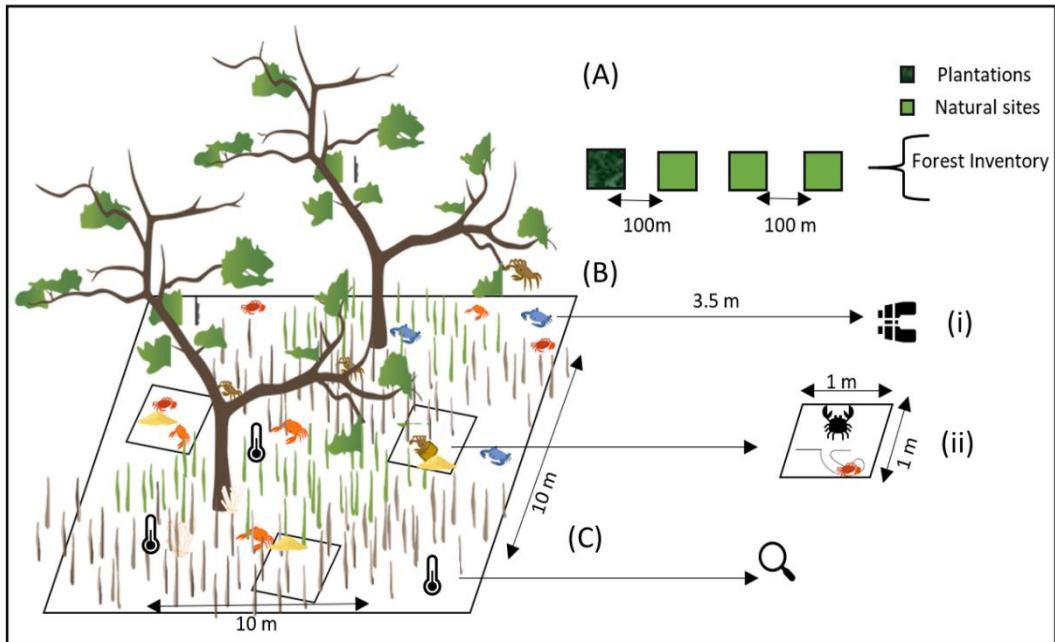 (A)
Plantations
Natural sites
Forest Inventory
100m
100 m
(B)
3.5 m
(i)
1 m
1 m
(ii)
10 m
(C)
10 m